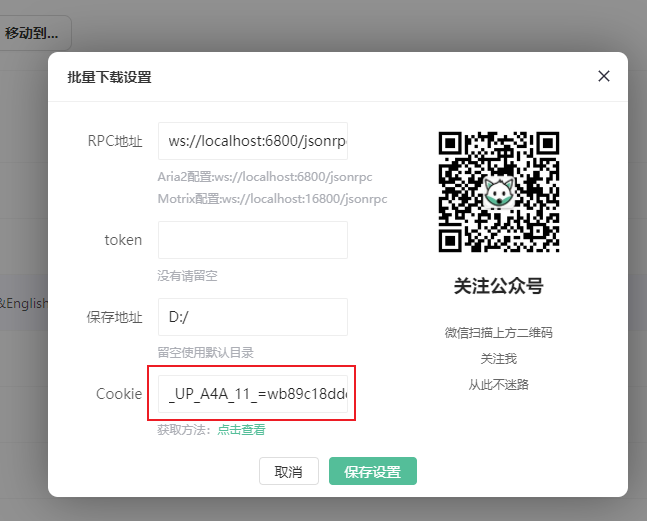 移动到...
批量下载设置
RPC地址
ws://localhost:6800/jsonrpc
Aria2配置:ws://localhost:6800/jsonrpc
Motrix配置:ws://localhost:16800/jsonrpc
token
没有请留空
&English
保存地址
D:/
留空使用默认目录
Cookie
_UP_A4A_11_=wb89c18dd
获取方法：点击查看
取消
保存设置
关注公众号
微信扫描上方二维码
关注我
从此不迷路